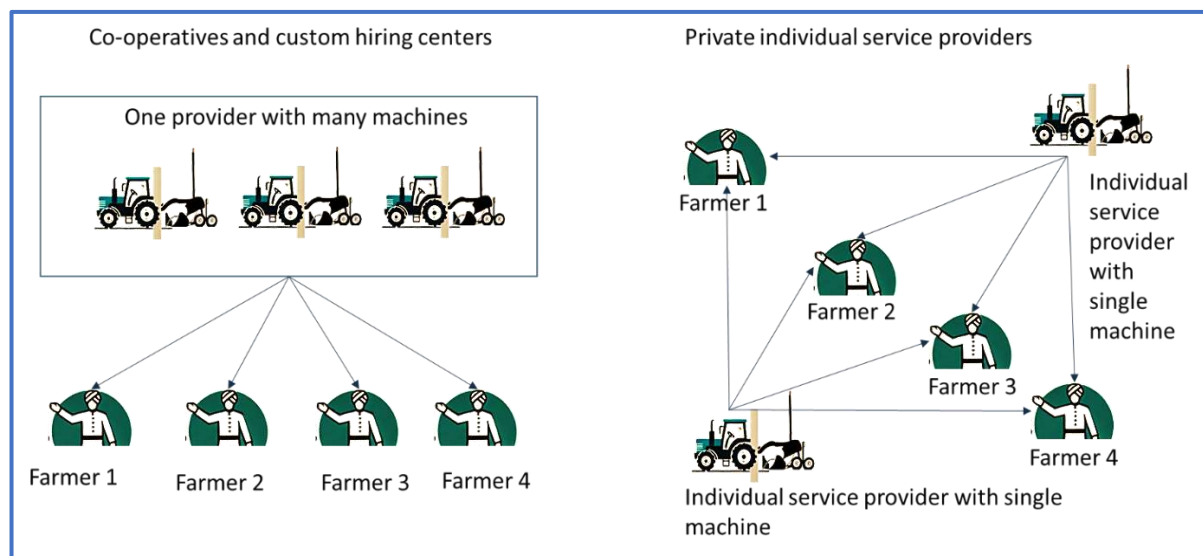 Co-operatives and custom hiring centers
One provider with many machines
Farmer 1
Farmer 2
Farmer 3
Farmer 4
Private individual service providers
Farmer 1
Individual
service
provider
with
single
machine
Farmer 2
Farmer 3
Farmer 4
Individual service provider with single
machine